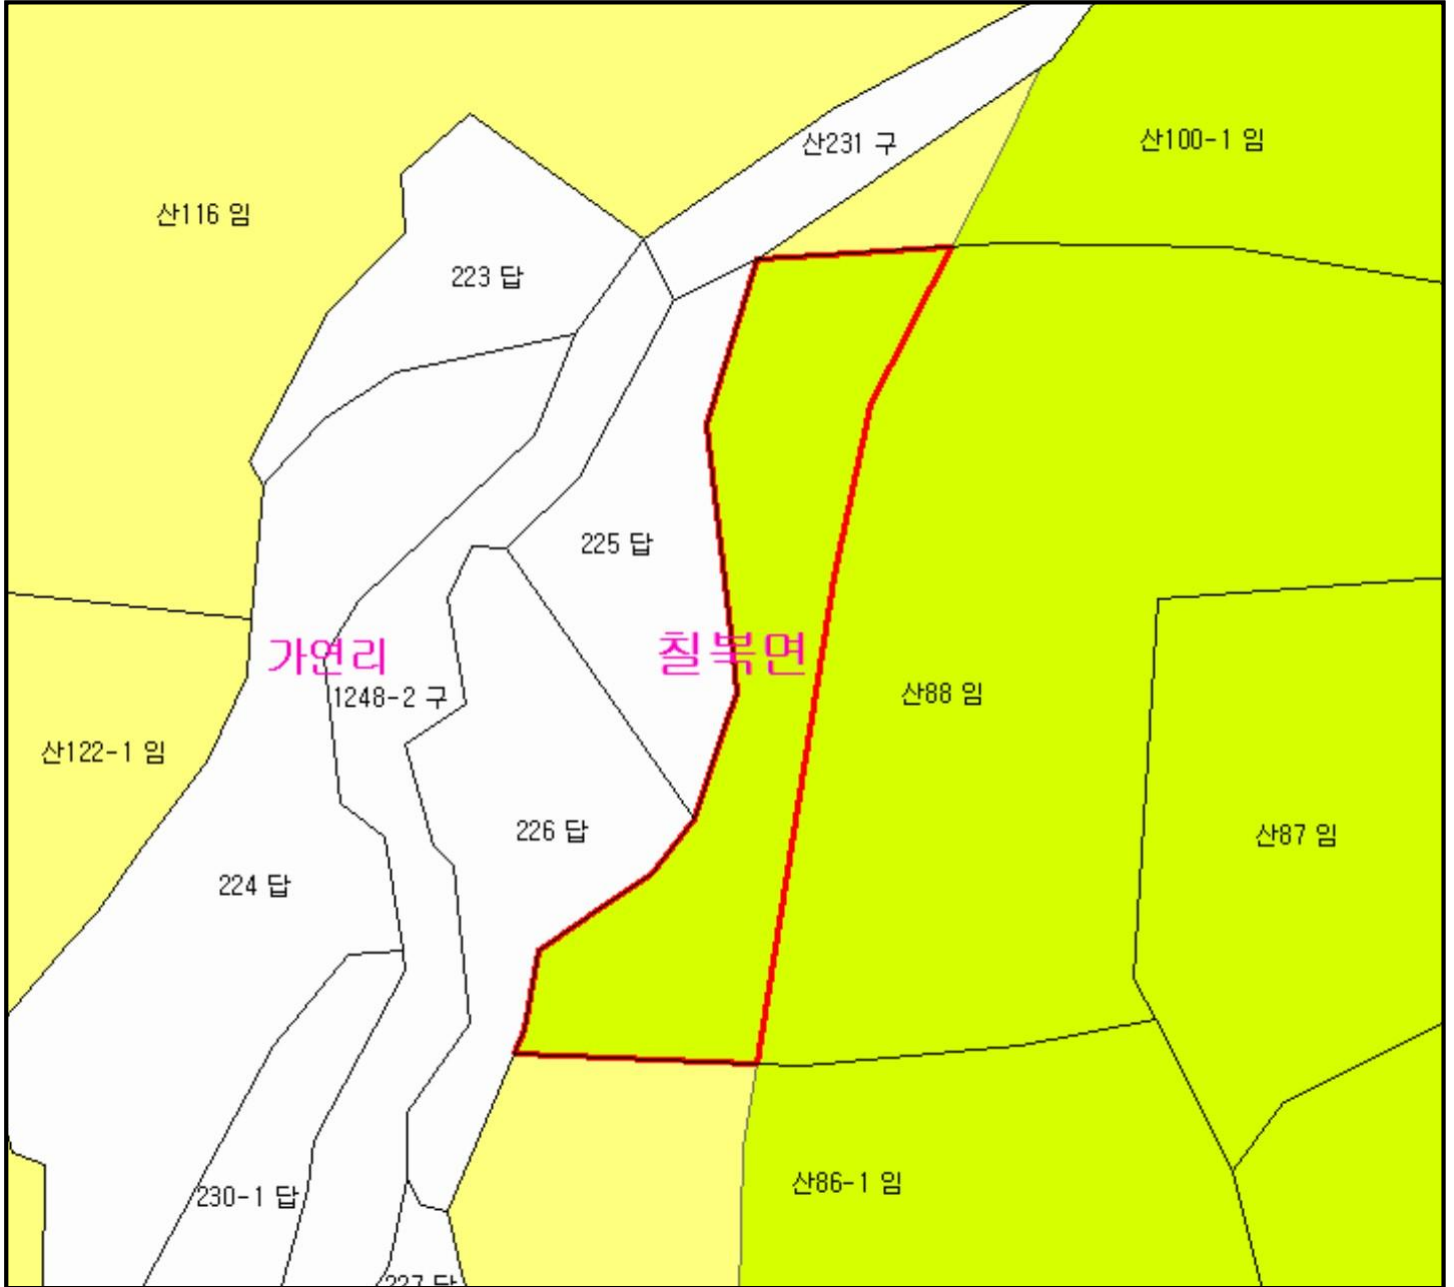 산231 구
산100-1 임
산116 임
223 답
225 답
가연리
칠북면
1248-2 구
산88 임
산122-1 임
226 답
산87 임
224 답
산86-1 임
230-1 답
227 답